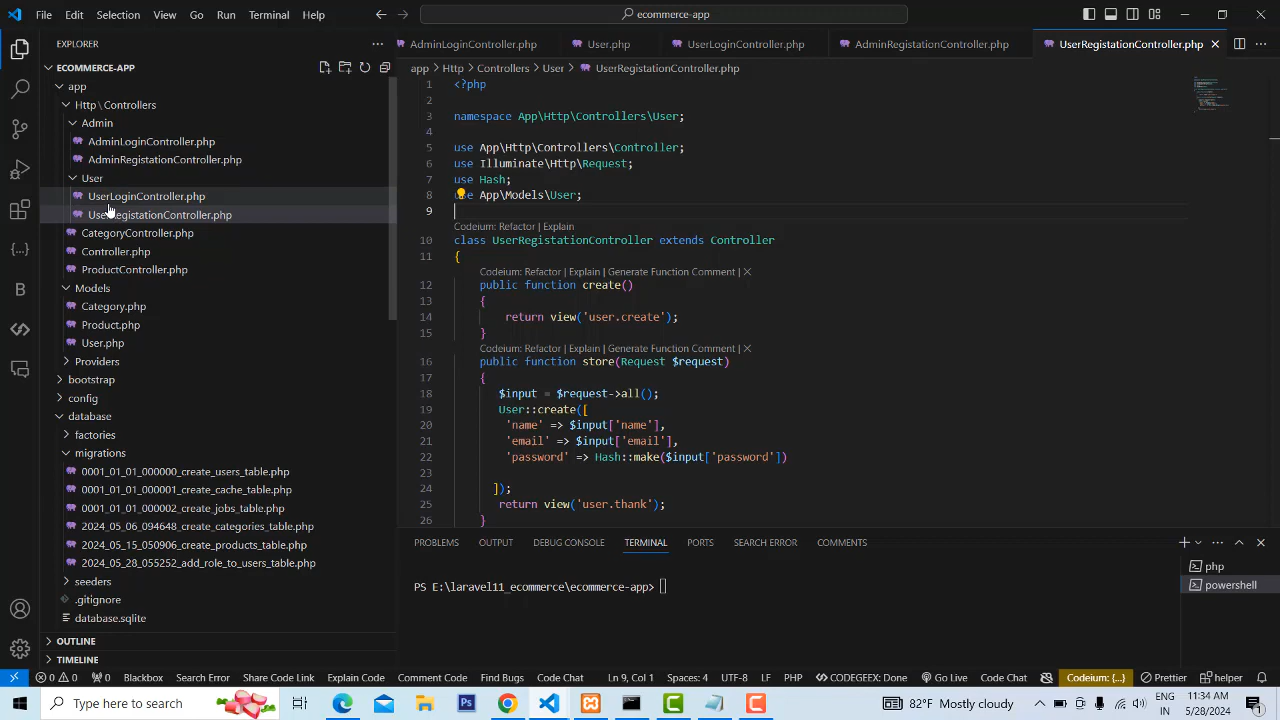 File Edit Selection View Go Run Terminal Help
ecommerce-app
EXPLORER
ECOMMERCE-APP
app
Http \ Controllers
Admin
AdminLoginController.php
AdminRegistationController.php
User
UserLoginController.php
UserRegistationController.php
CategoryController.php
Controller.php
ProductController.php
Models
Category.php
Product.php
User.php
Providers
bootstrap
config
database
factories
migrations
0001_01_01_000000_create_users_table.php
0001_01_01_000001_create_cache_table.php
0001_01_01_000002_create_jobs_table.php
2024_05_06_094648_create_categories_table.php
2024_05_15_050906_create_products_table.php
2024_05_28_055252_add_role_to_users_table.php
seeders
.gitignore
database.sqlite
OUTLINE
TIMELINE
AdminLoginController.php User.php UserLoginController.php AdminRegistationController.php UserRegistationController.php
app > Http > Controllers > User > UserRegistationController.php
1 <?php
2
3 namespace App\Http\Controllers\User;
4
5 use App\Http\Controllers\Controller;
6 use Illuminate\Http\Request;
7 use Hash;
8 use App\Models\User;
9
Codeium: Refactor | Explain
10 class UserRegistationController extends Controller
11 {
Codeium: Refactor | Explain | Generate Function Comment | X
12 public function create()
13 {
14 return view('user.create');
15 }
Codeium: Refactor | Explain | Generate Function Comment | X
16 public function store(Request $request)
17 {
18 $input = $request->all();
19 User::create([
20 'name' => $input['name'],
21 'email' => $input['email'],
22 'password' => Hash::make($input['password'])
23
24 ]);
25 return view('user.thank');
26 }
PROBLEMS OUTPUT DEBUG CONSOLE TERMINAL PORTS SEARCH ERROR COMMENTS
PS E:\laravel11_ecommerce\ecommerce-app>
php
powershell
0 0 0 Blackbox Search Error Share Code Link Explain Code Comment Code Find Bugs Code Chat Ln 9, Col 1 Spaces: 4 UTF-8 LF PHP CODEGEEX: Done Go Live Code Chat Codeium: {...} Prettier helper
Type here to search
Ps
82°F Mostly cloudy
ENG
IN
11:34 AM
5/28/2024